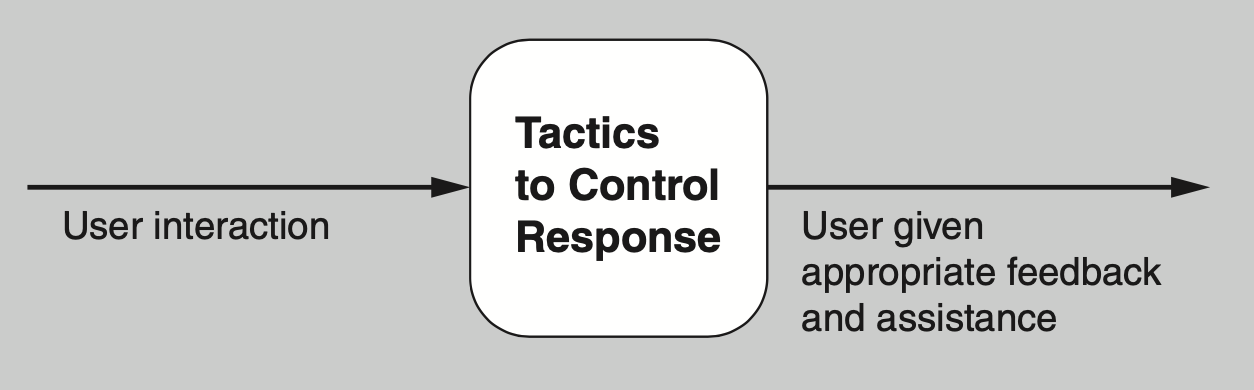 User interaction
Tactics
to Control
Response
User given
appropriate feedback
and assistance